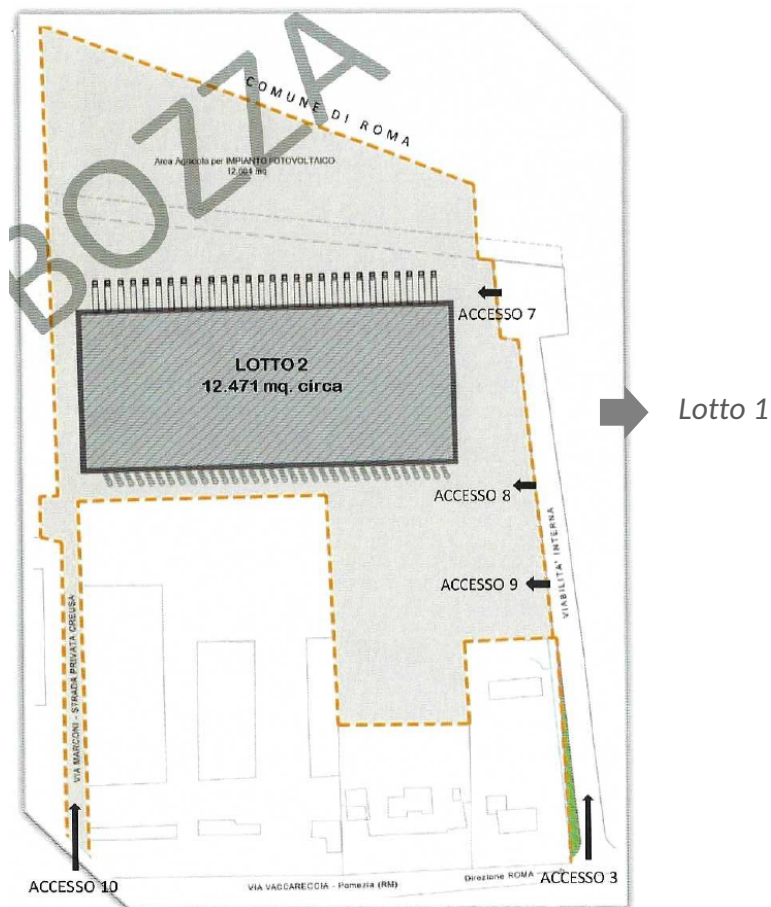 BOZZA
COMUNE DI ROMA
Area Agricola per IMPIANTO FOTOVOLTAICO
mq
ACCESSO 7
LOTTO 2
12.471 mq. circa
Lotto 1
ACCESSO 8
ACCESSO 9
VIABILITA' INTERNA
VIA MARCONI - STRADA PRIVATA CREUSA
ACCESSO 10
VIA VACCARECCIA - Pomezia (RM)
Direzione ROMA
ACCESSO 3